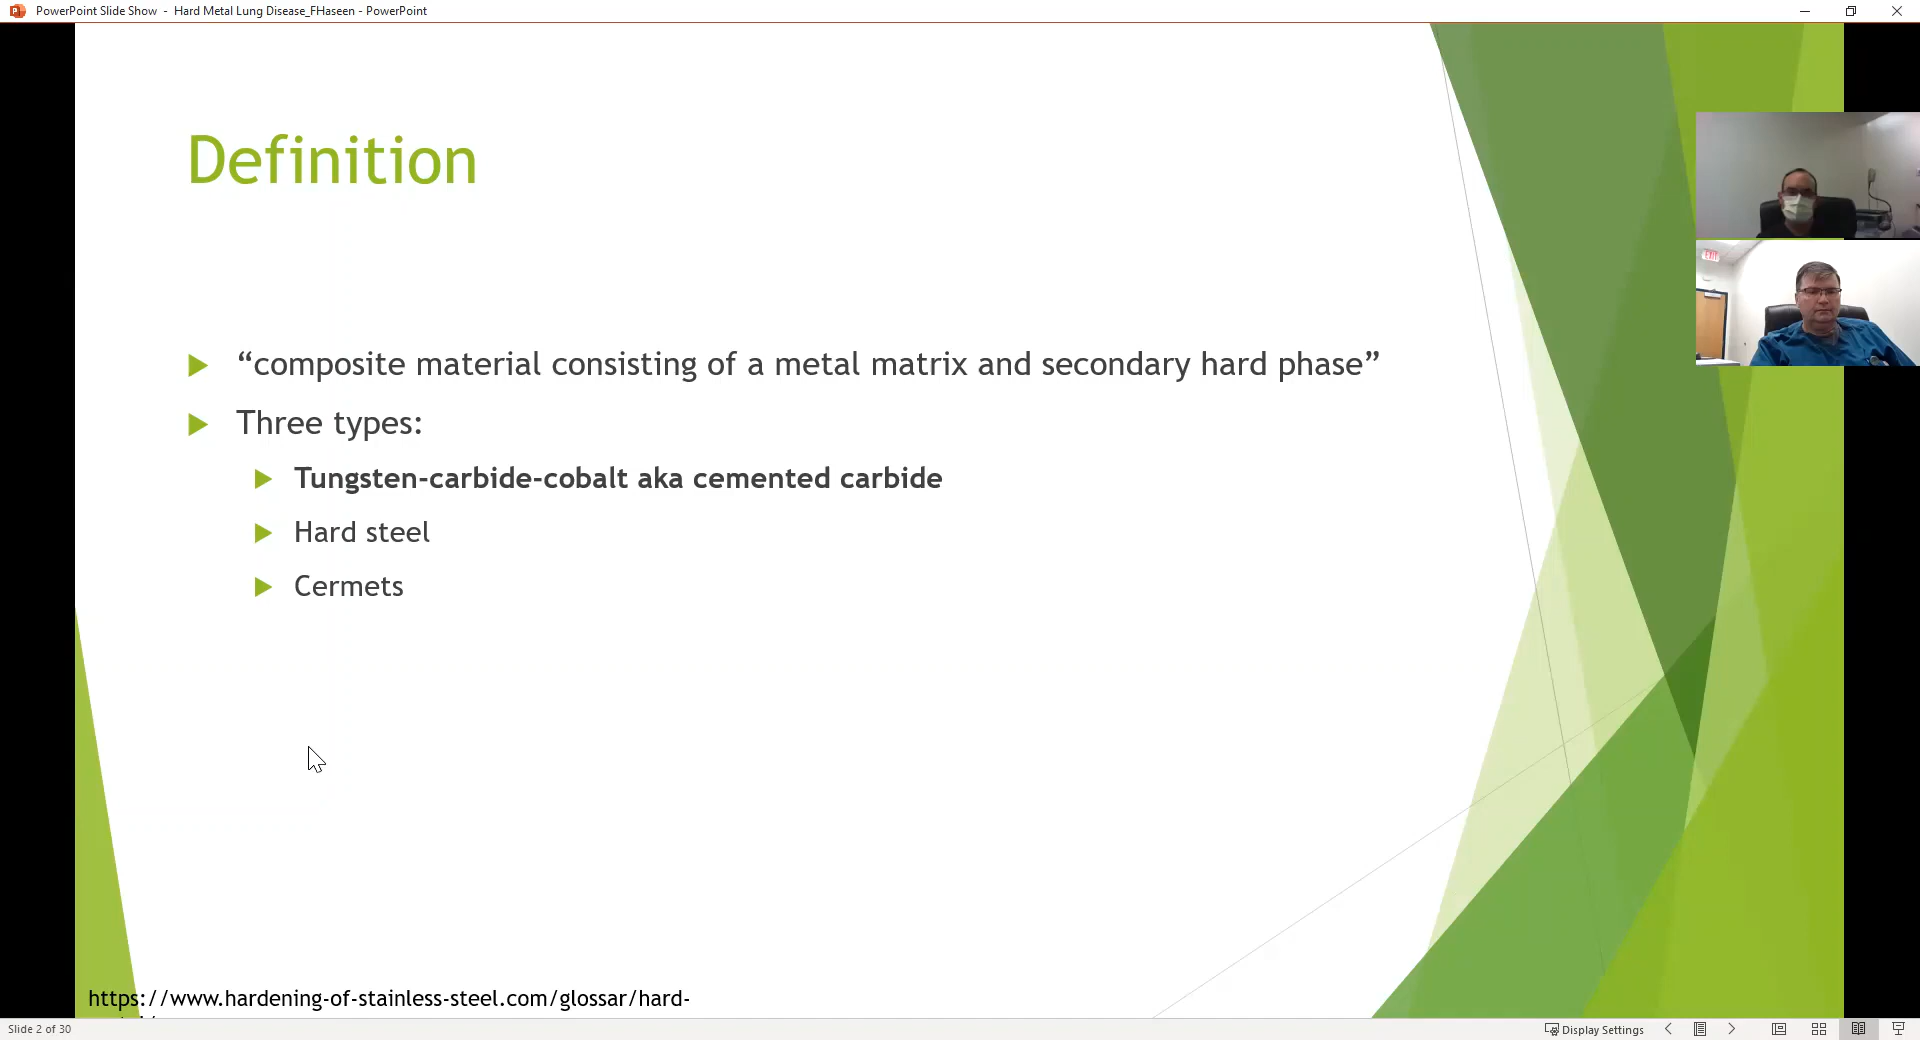 PowerPoint Slide Show - Hard Metal Lung Disease_FHaseen - PowerPoint
Definition
EXIT
“composite material consisting of a metal matrix and secondary hard phase”
Three types:
Tungsten-carbide-cobalt aka cemented carbide
Hard steel
Cermets
https://www.hardening-of-stainless-steel.com/glossar/hard-
Slide 2 of 30
Display Settings